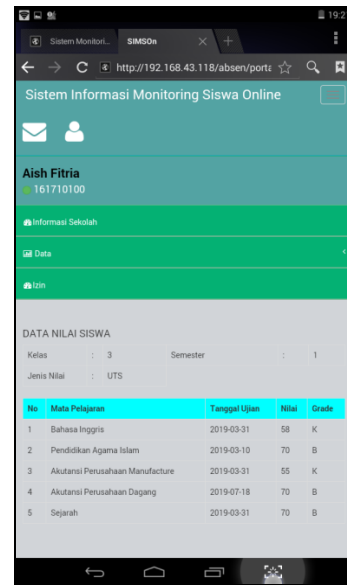 19:2
Sistem Monitori... SIMSOn
http://192.168.43.118/absen/porta
Sistem Informasi Monitoring Siswa Online
Aish Fitria
161710100
Informasi Sekolah
Data
Izin
DATA NILAI SISWA
Kelas : 3 Semester : 1
Jenis Nilai : UTS
No Mata Pelajaran Tanggal Ujian Nilai Grade
1 Bahasa Inggris 2019-03-31 58 K
2 Pendidikan Agama Islam 2019-03-10 70 B
3 Akutansi Perusahaan Manufacture 2019-03-31 55 K
4 Akutansi Perusahaan Dagang 2019-07-18 70 B
5 Sejarah 2019-03-31 70 B